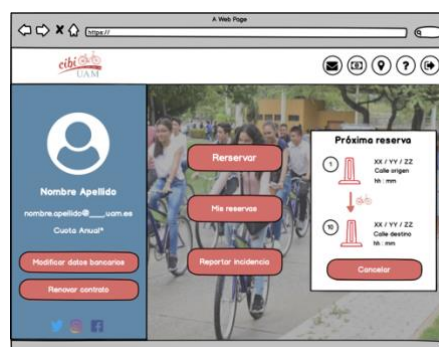 A Web Page
https://
cibi
UAM
Nombre Apellido
nombre.apellido@____uam.es
Cuota Anual*
Modificar datos bancarios
Renovar contrato
Rerservar
Mis reservas
Reportar incidencia
Próxima reserva
1
XX / YY / ZZ
Calle origen
hh : mm
10
XX / YY / ZZ
Calle destino
hh : mm
Cancelar